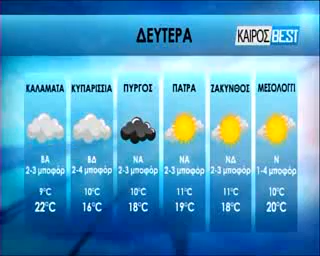 ΔΕΥΤΕΡΑ
ΚΑΙΡΟΣ BEST
ΚΑΛΑΜΑΤΑ ΚΥΠΑΡΙΣΣΙΑ ΠΥΡΓΟΣ ΠΑΤΡΑ ΖΑΚΥΝΘΟΣ ΜΕΣΟΛΟΓΓΙ
ΒΑ ΒΔ ΝΑ ΝΑ ΝΔ Ν
2-3 μποφόρ 2-4 μποφόρ 2-3 μποφόρ 2-3 μποφόρ 2-3 μποφόρ 1-4 μποφόρ
9°C 10°C 10°C 11°C 11°C 10°C
22°C 16°C 18°C 19°C 18°C 20°C